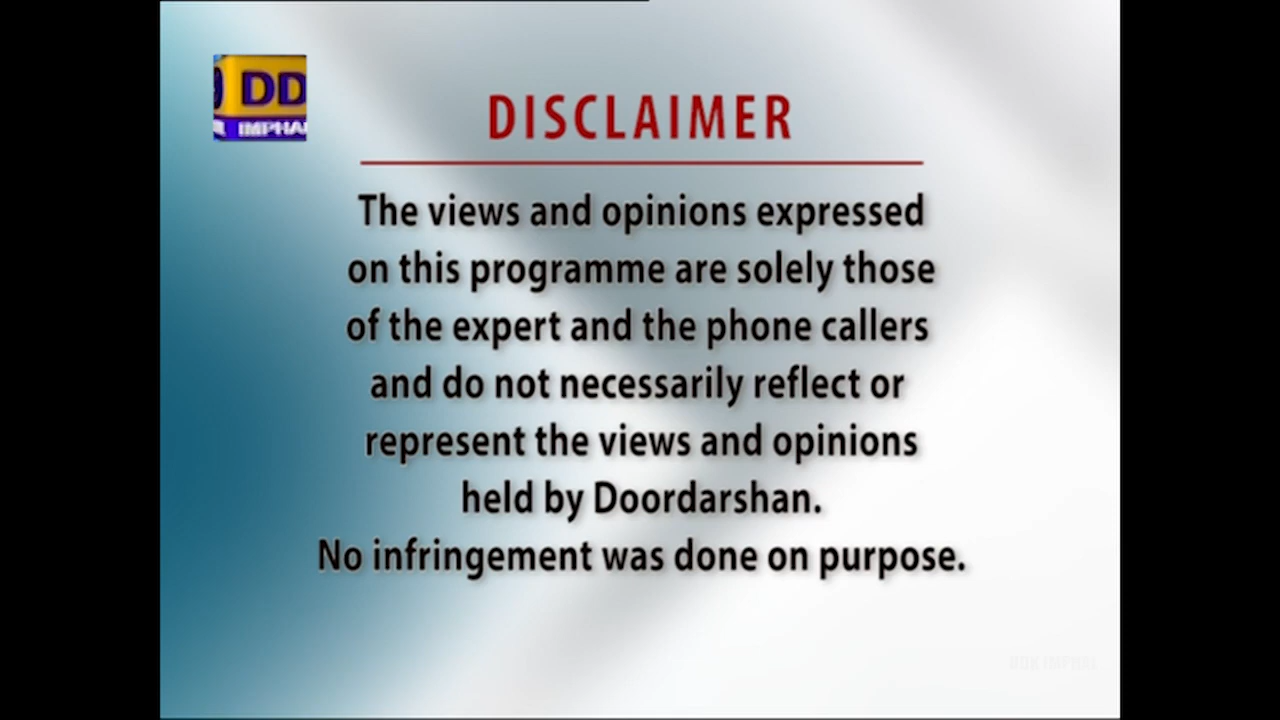 DD
IMPHAL
DISCLAIMER
The views and opinions expressed
on this programme are solely those
of the expert and the phone callers
and do not necessarily reflect or
represent the views and opinions
held by Doordarshan.
No infringement was done on purpose.
DDK IMPHAL